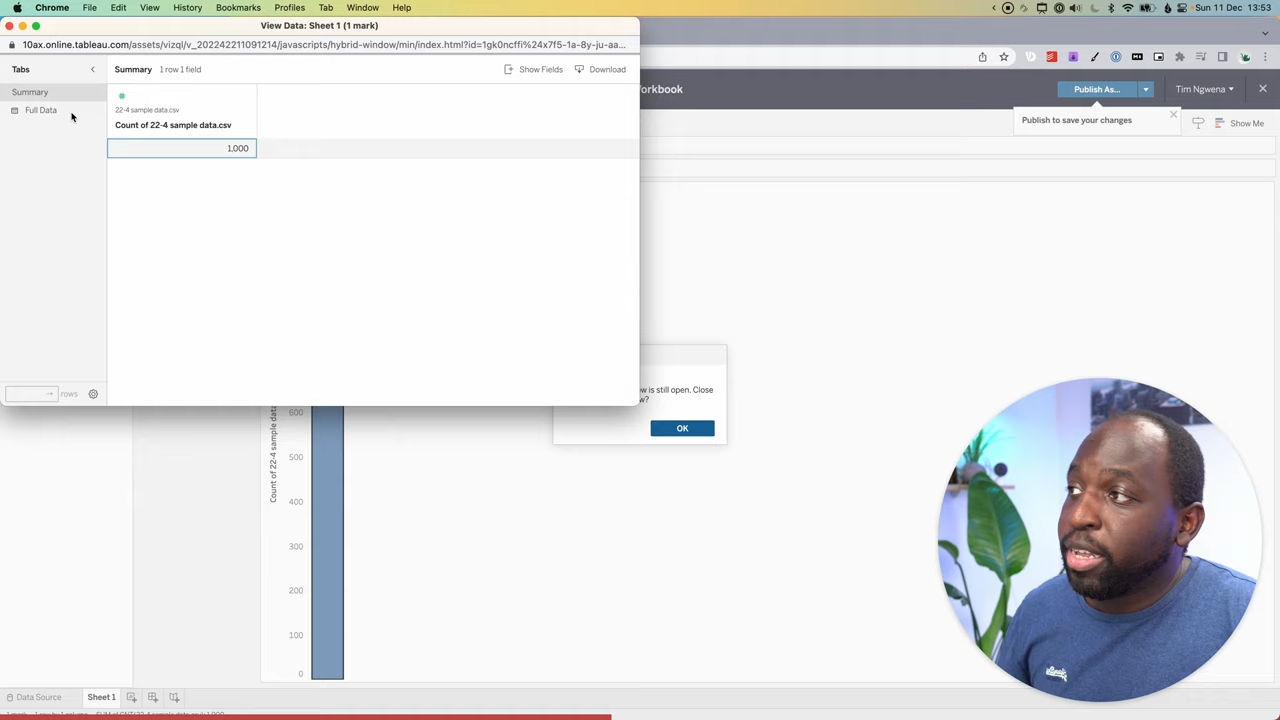 Chrome File Edit View History Bookmarks Profiles Tab Window Help Sun 11 Dec 13:53
View Data: Sheet 1 (1 mark)
10ax.online.tableau.com/assets/vizql/v_202242211091214/javascripts/hybrid-window/min/index.html?id=1gk0ncffi%24x7f5-1a-8y-ju-aa...
Tabs
Summary
Full Data
Summary 1 row 1 field
Show Fields
Download
22-4 sample data.csv
Count of 22-4 sample data.csv
1,000
rows
Publish As...
Tim Ngwena
Publish to save your changes
Show Me
w is still open. Close
w?
OK
Count of 22-4 sample data
600
500
400
300
200
100
0
Data Source
Sheet 1